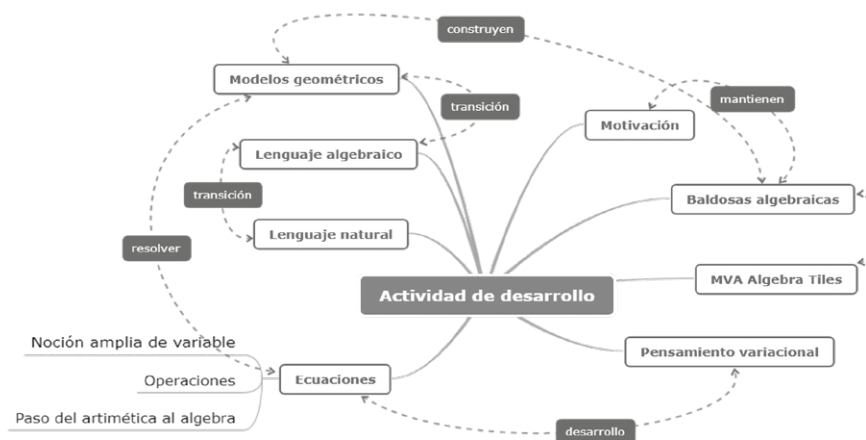 construyen
Modelos geométricos
transición
mantienen
Motivación
Lenguaje algebraico
transición
Baldosas algebraicas
Lenguaje natural
resolver
MVA Algebra Tiles
Actividad de desarrollo
Noción amplia de variable
Pensamiento variacional
Operaciones
Ecuaciones
Paso del artimética al algebra
desarrollo